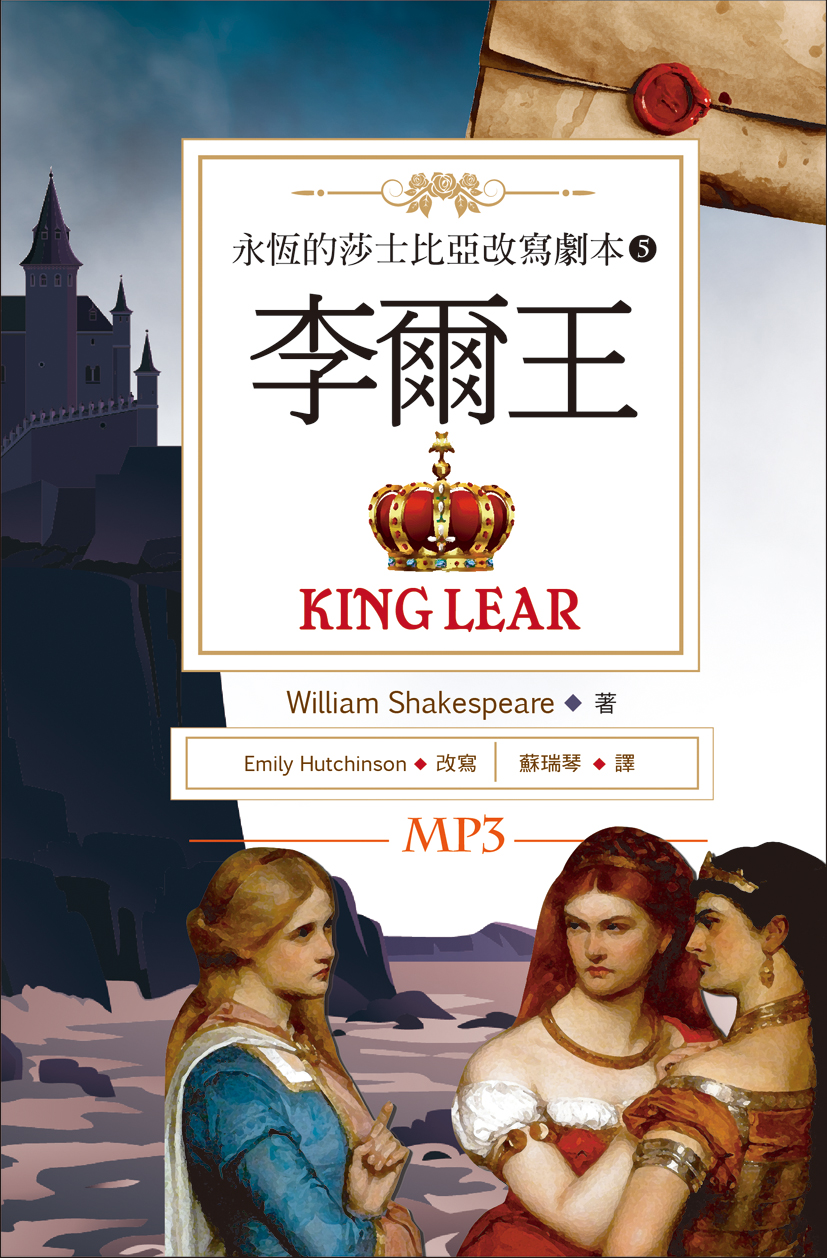 永恆的莎士比亞改寫劇本❺
李爾王
KING LEAR
William Shakespeare ◆ 著
Emily Hutchinson ◆ 改寫 | 蘇瑞琴 ◆ 譯
MP3